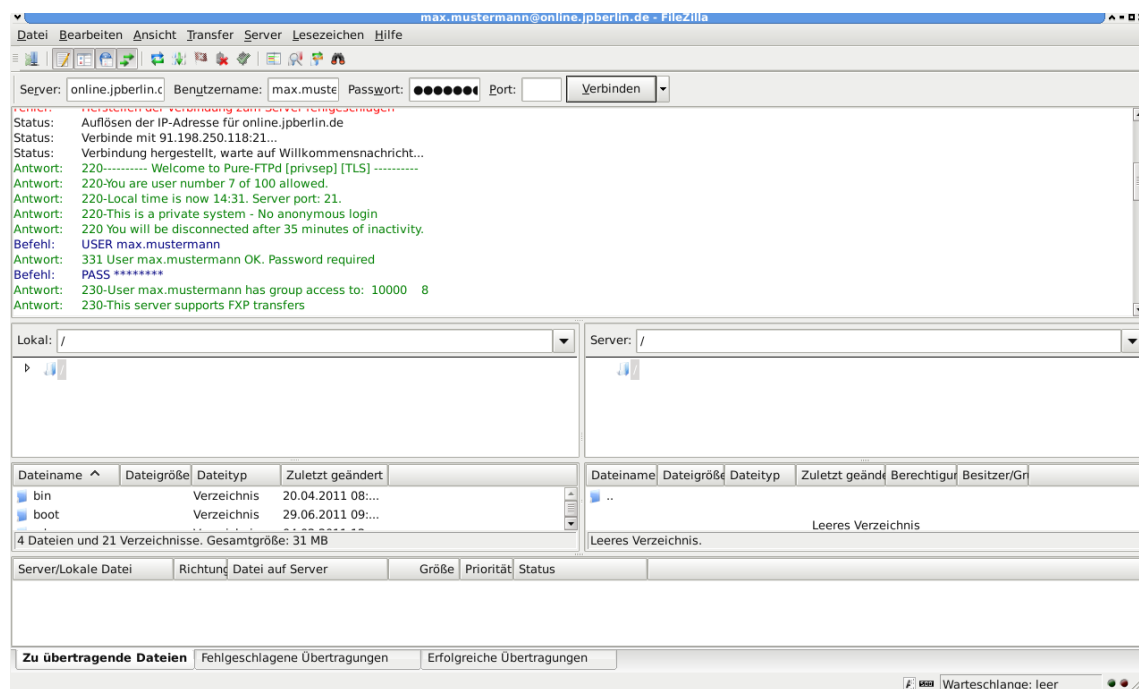 max.mustermann@online.jpberlin.de - FileZilla
Datei Bearbeiten Ansicht Transfer Server Lesezeichen Hilfe
Server: online.jpberlin.c Benutzername: max.muste Passwort: ●●●●●●● Port: Verbinden
Fehler: Herstellen der Verbindung zum Server fehlgeschlagen
Status: Auflösen der IP-Adresse für online.jpberlin.de
Status: Verbinde mit 91.198.250.118:21...
Status: Verbindung hergestellt, warte auf Willkommensnachricht...
Antwort: 220---------- Welcome to Pure-FTPd [privsep] [TLS] ----------
Antwort: 220-You are user number 7 of 100 allowed.
Antwort: 220-Local time is now 14:31. Server port: 21.
Antwort: 220-This is a private system - No anonymous login
Antwort: 220 You will be disconnected after 35 minutes of inactivity.
Befehl: USER max.mustermann
Antwort: 331 User max.mustermann OK. Password required
Befehl: PASS ********
Antwort: 230-User max.mustermann has group access to: 10000 8
Antwort: 230-This server supports FXP transfers
Lokal: / Server: /
/ /
Dateiname Dateigröße Dateityp Zuletzt geändert Dateiname Dateigröße Dateityp Zuletzt geände Berechtigur Besitzer/Gr
bin Verzeichnis 20.04.2011 08:... ..
boot Verzeichnis 29.06.2011 09:...
Leeres Verzeichnis
4 Dateien und 21 Verzeichnisse. Gesamtgröße: 31 MB Leeres Verzeichnis.
Server/Lokale Datei Richtung Datei auf Server Größe Priorität Status
Zu übertragende Dateien Fehlgeschlagene Übertragungen Erfolgreiche Übertragungen
Warteschlange: leer